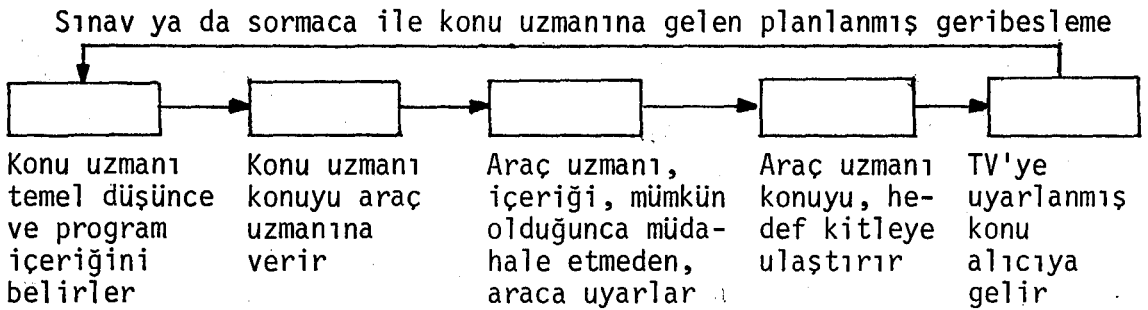 Sınav ya da sormaca ile konu uzmanına gelen planlanmış geribesleme
Konu uzmanı
temel düşünce
ve program
içeriğini
belirler
Konu uzmanı
konuyu araç
uzmanına
verir
Araç uzmanı,
içeriği, mümkün
olduğunca müda-
hale etmeden,
araca uyarlar
Araç uzmanı
konuyu, he-
def kitleye
ulaştırır
TV'ye
uyarlanmış
konu
alıcıya
gelir